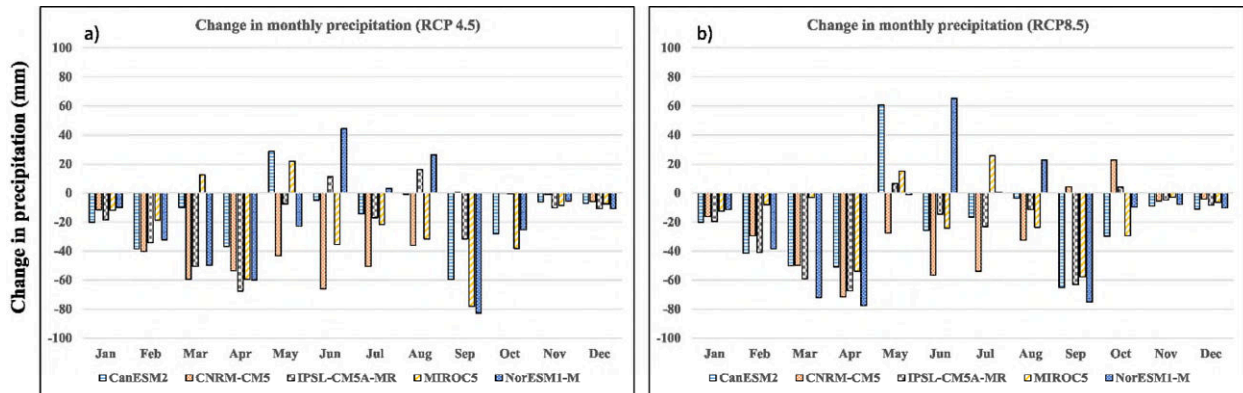 Change in precipitation (mm)
a)
Change in monthly precipitation (RCP 4.5)
100
80
60
40
20
0
-20
-40
-60
-80
-100
Jan Feb Mar Apr May Jun Jul Aug Sep Oct Nov Dec
CanESM2 CNRM-CM5 IPSL-CM5A-MR MIROC5 NorESM1-M
b)
Change in monthly precipitation (RCP8.5)
100
80
60
40
20
0
-20
-40
-60
-80
-100
Jan Feb Mar Apr May Jun Jul Aug Sep Oct Nov Dec
CanESM2 CNRM-CM5 IPSL-CM5A-MR MIROC5 NorESM1-M